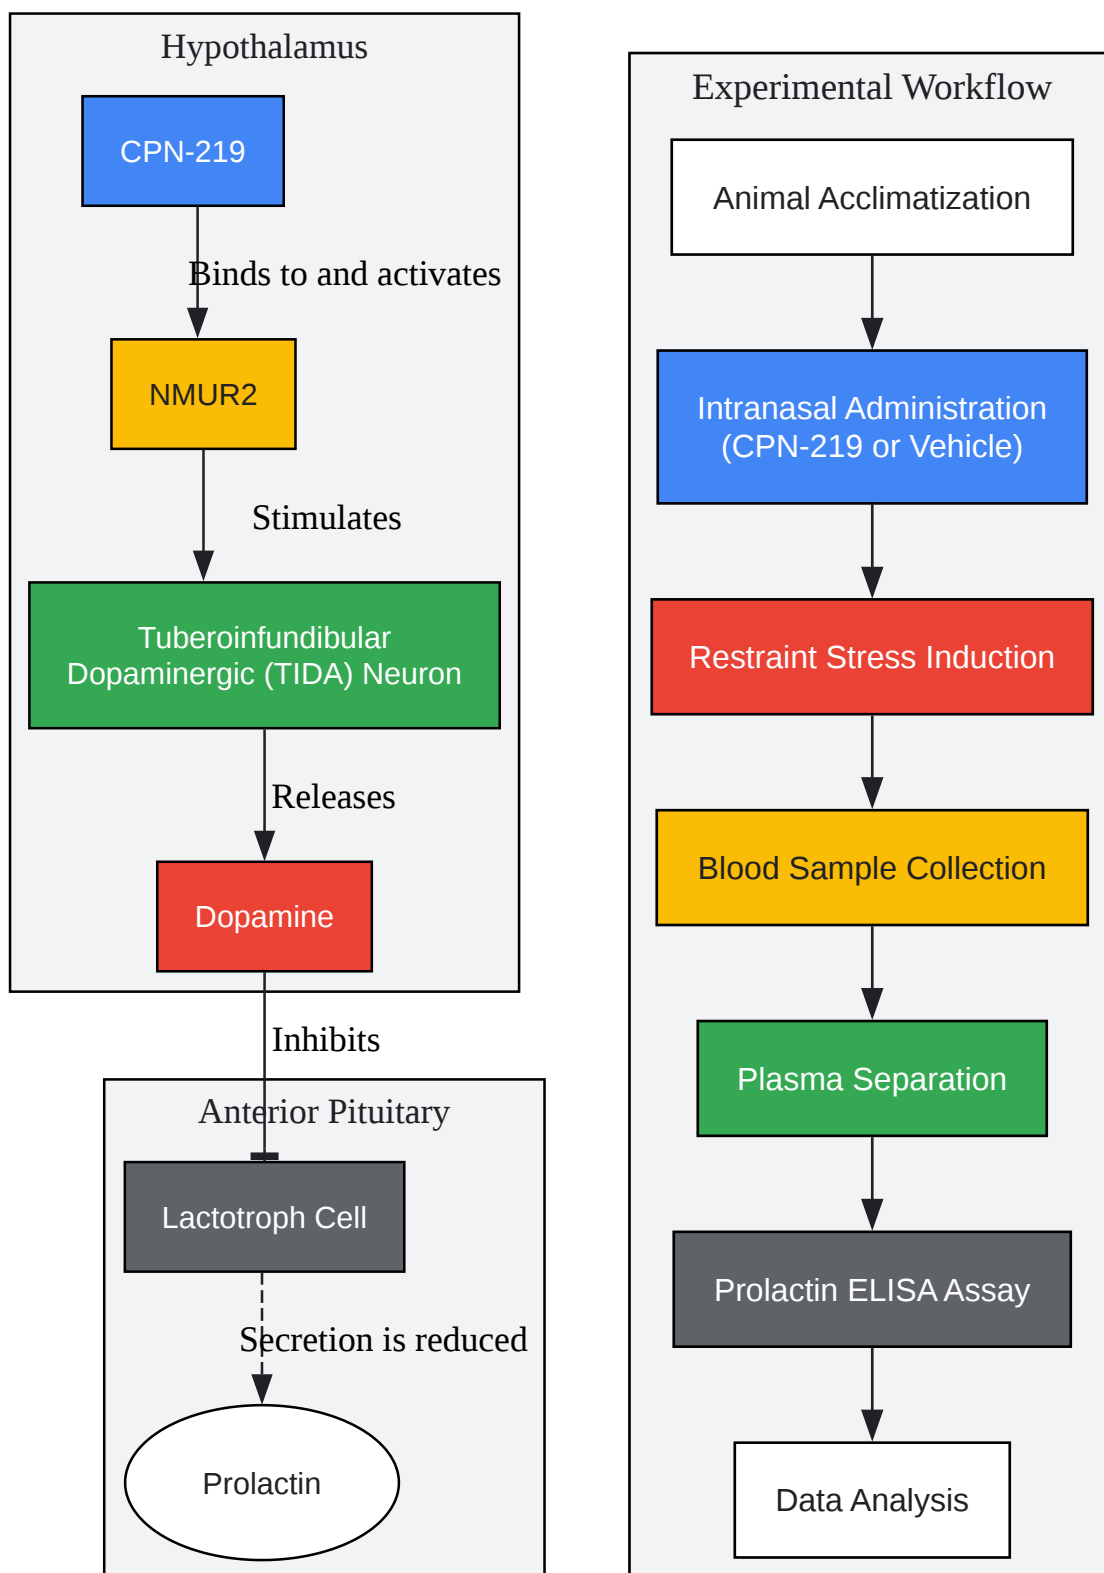 Hypothalamus
CPN-219
Binds to and activates
NMUR2
Stimulates
Tuberoinfundibular
Dopaminergic (TIDA) Neuron
Releases
Dopamine
Inhibits
Anterior Pituitary
Lactotroph Cell
Secretion is reduced
Prolactin
Experimental Workflow
Animal Acclimatization
Intranasal Administration
(CPN-219 or Vehicle)
Restraint Stress Induction
Blood Sample Collection
Plasma Separation
Prolactin ELISA Assay
Data Analysis